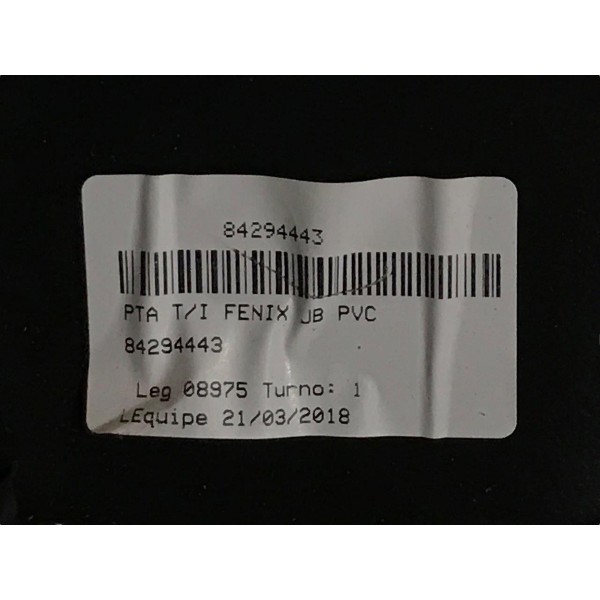 84294443
PTA T/I FENIX JB PVC
84294443
Leg 08975 Turno: 1
LEquipe 21/03/2018